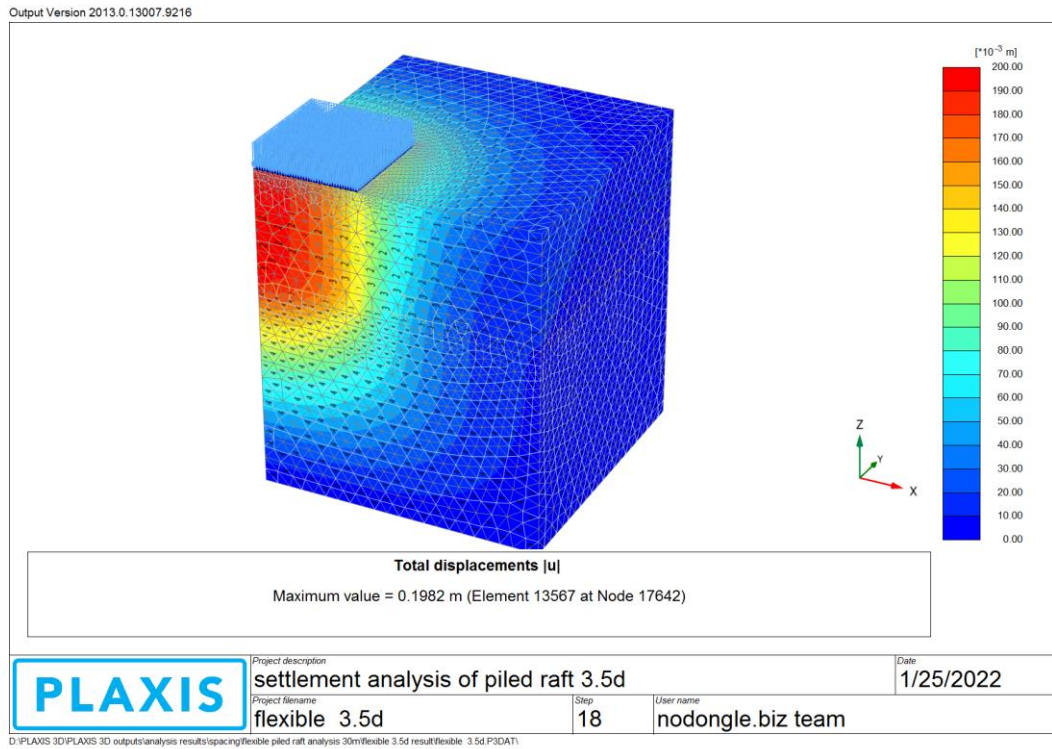 Output Version 2013.0.13007.9216
[*10⁻³ m]
200.00
190.00
180.00
170.00
160.00
150.00
140.00
130.00
120.00
110.00
100.00
90.00
80.00
70.00
60.00
50.00
40.00
30.00
20.00
10.00
0.00
Z
Y
X
Total displacements |u|
Maximum value = 0.1982 m (Element 13567 at Node 17642)
PLAXIS
Project description
settlement analysis of piled raft 3.5d
Date
1/25/2022
Project filename
flexible 3.5d
Step
18
User name
nodongle.biz team
D:\PLAXIS 3D\PLAXIS 3D outputs\analysis results\spacing\flexible piled raft analysis 30m\flexible 3.5d result\flexible 3.5d.P3DAT\